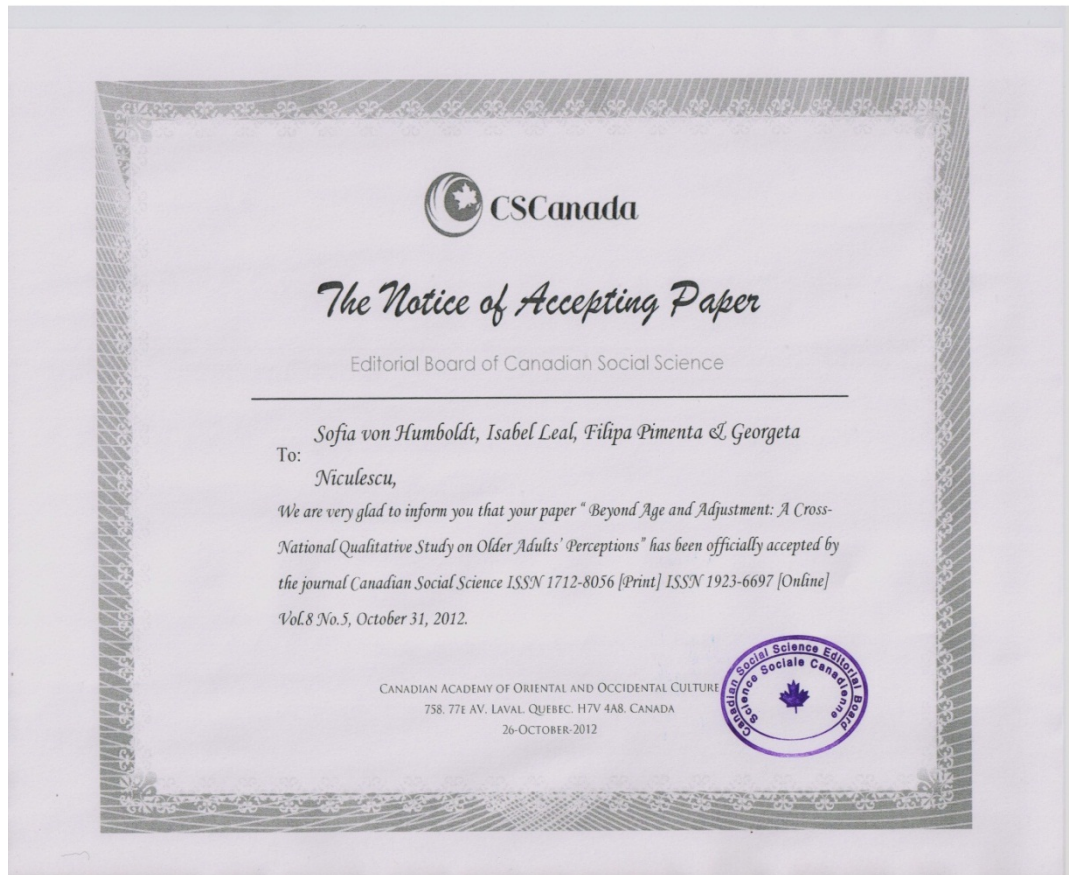 CSCanada
The Notice of Accepting Paper
Editorial Board of Canadian Social Science
Sofia von Humboldt, Isabel Leal, Filipa Pimenta & Georgeta
To:
Niculescu,
We are very glad to inform you that your paper “ Beyond Age and Adjustment: A Cross-
National Qualitative Study on Older Adults’ Perceptions” has been officially accepted by
the journal Canadian Social Science ISSN 1712-8056 [Print] ISSN 1923-6697 [Online]
Vol.8 No.5, October 31, 2012.
CANADIAN ACADEMY OF ORIENTAL AND OCCIDENTAL CULTURE
758. 77E AV. LAVAL. QUEBEC. H7V 4A8. CANADA
26-OCTOBER-2012
Canadian Social Science Editorial Board
Science Sociale Canadienne